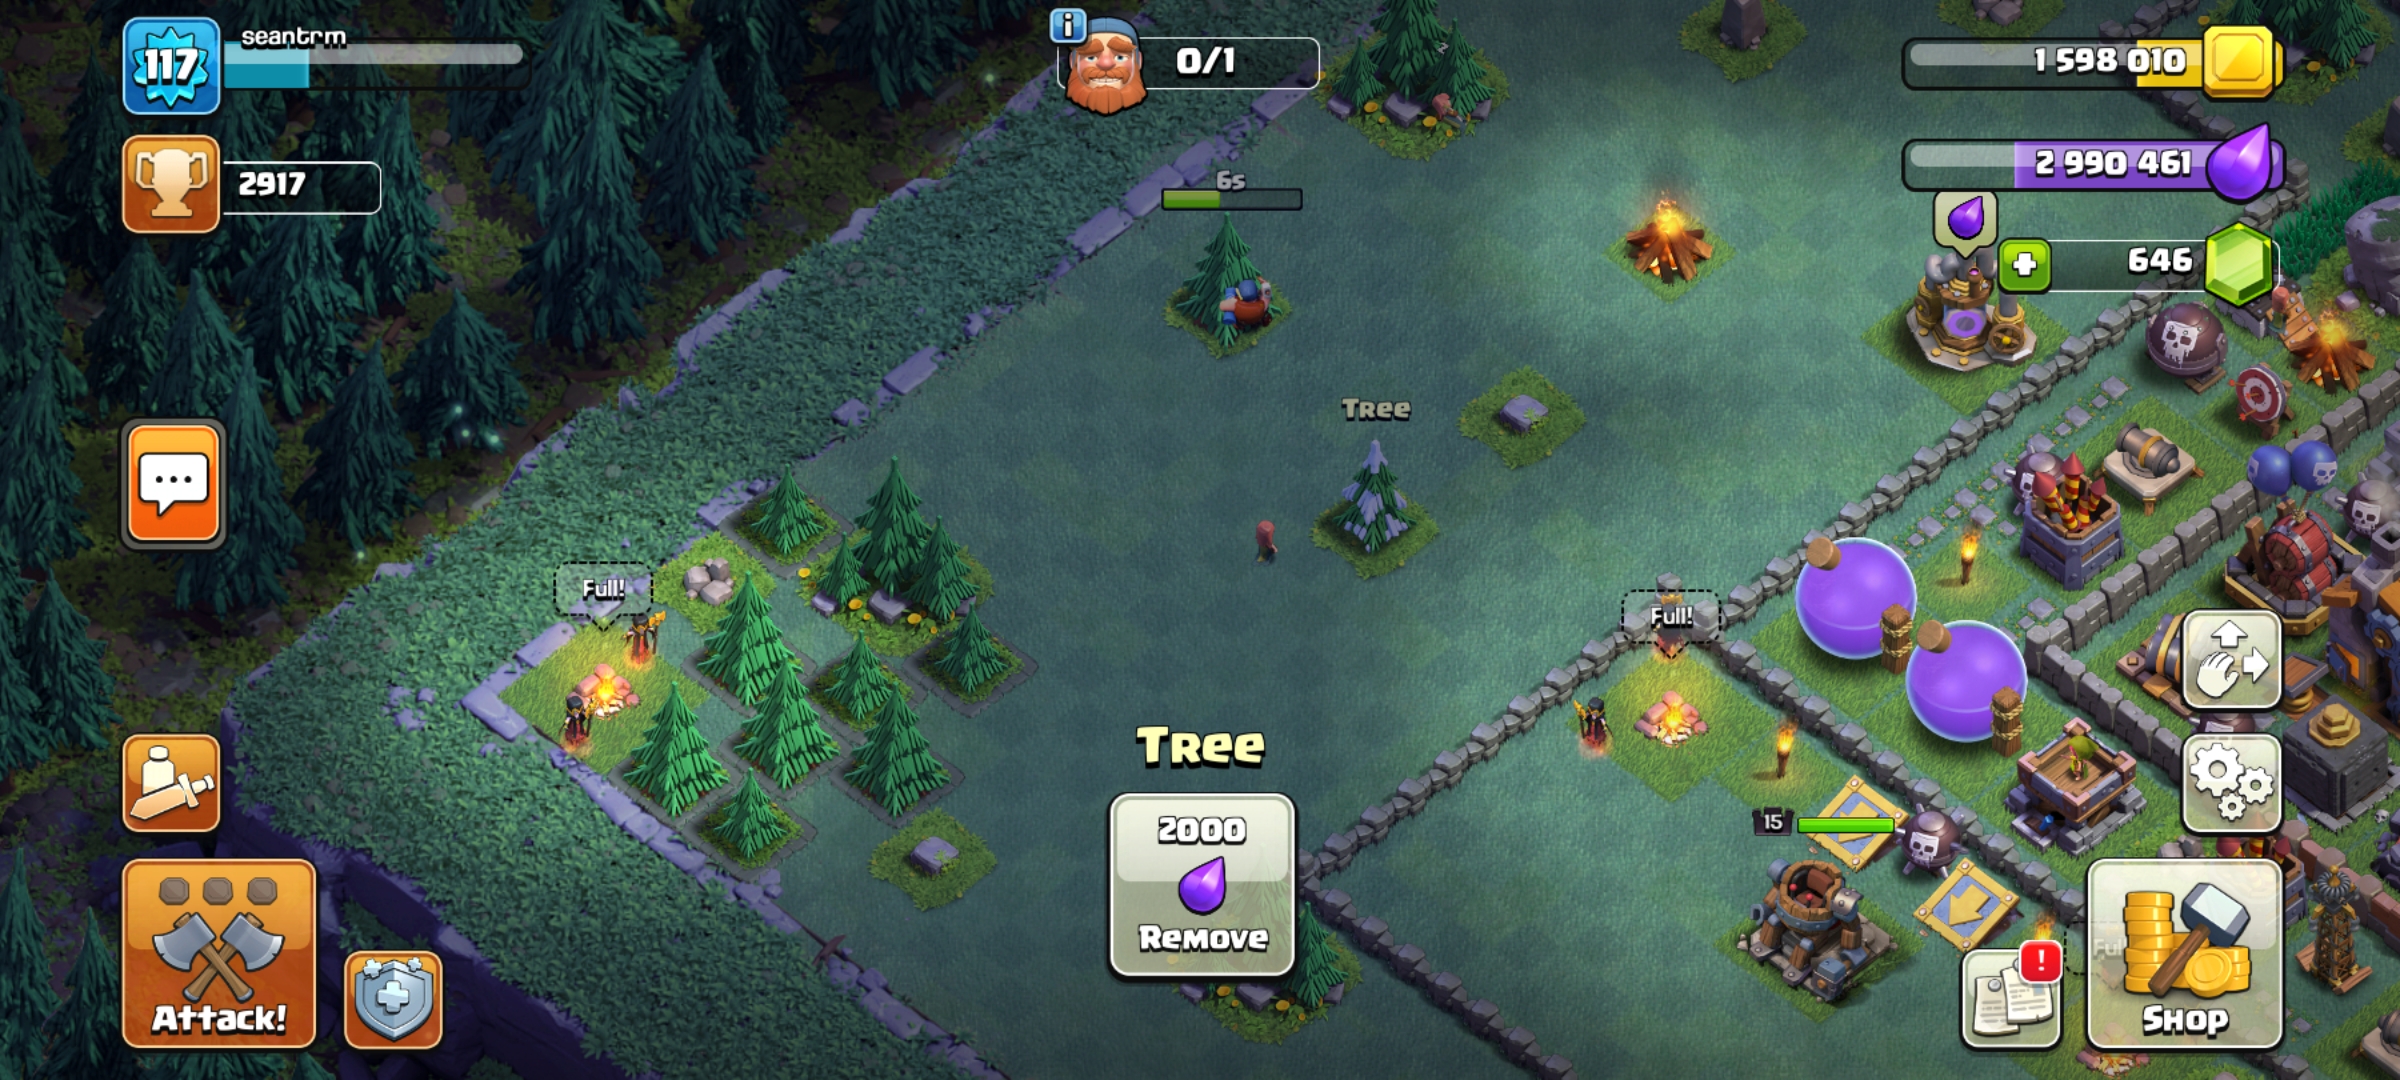 117
seantrm
0/1
1 598 010
2917
6s
2 990 461
646
Tree
Full!
Full!
Tree
2000
Remove
15
!
Full
Attack!
Shop